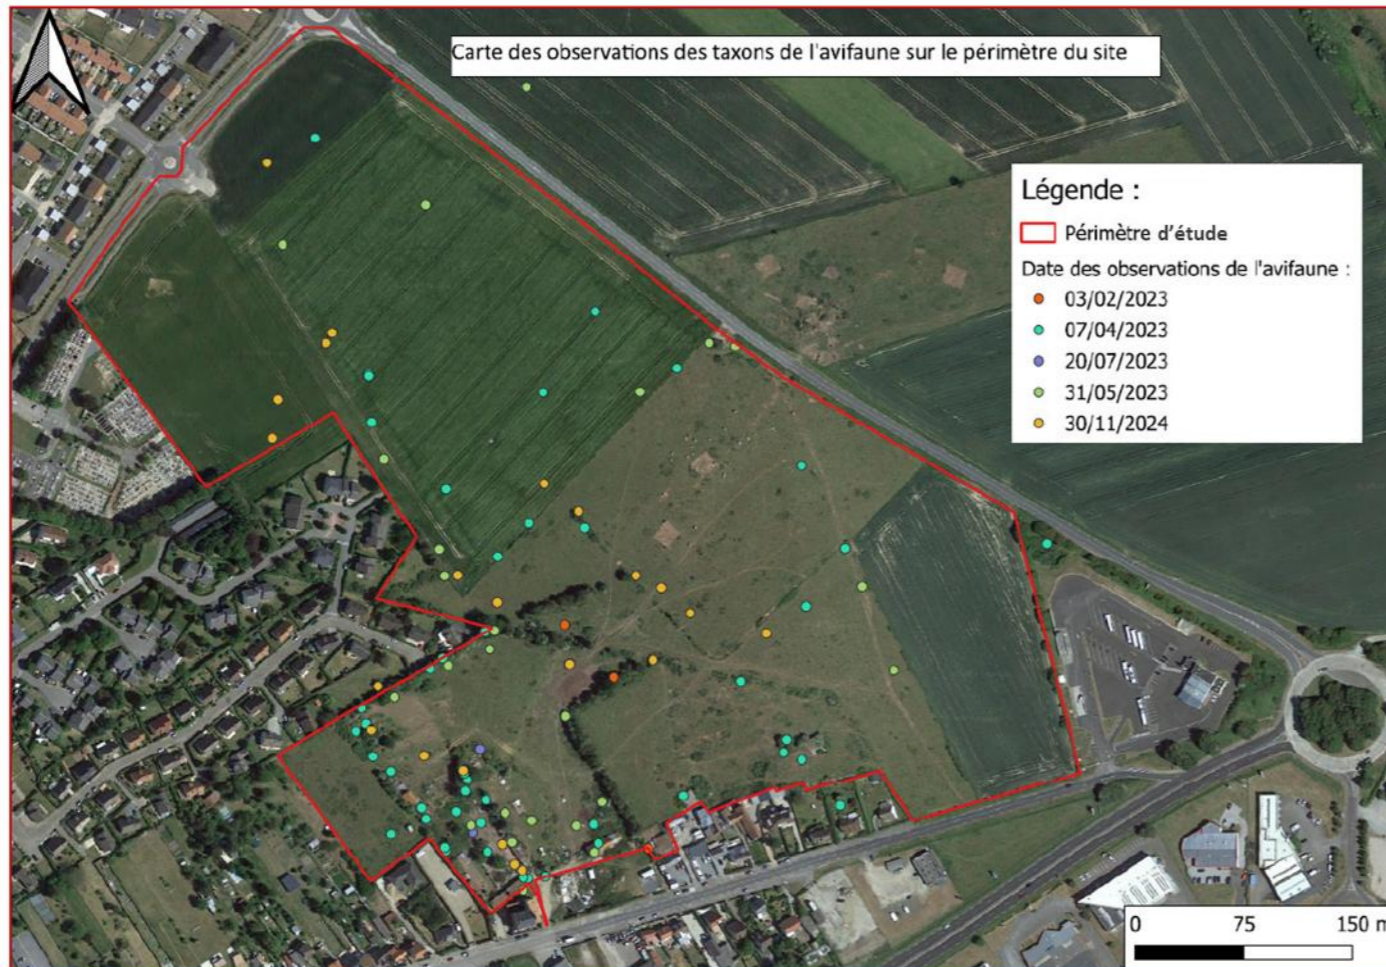 Carte des observations des taxons de l'avifaune sur le périmètre du site
Légende :
Périmètre d'étude
Date des observations de l'avifaune :
03/02/2023
07/04/2023
20/07/2023
31/05/2023
30/11/2024
0 75 150 m